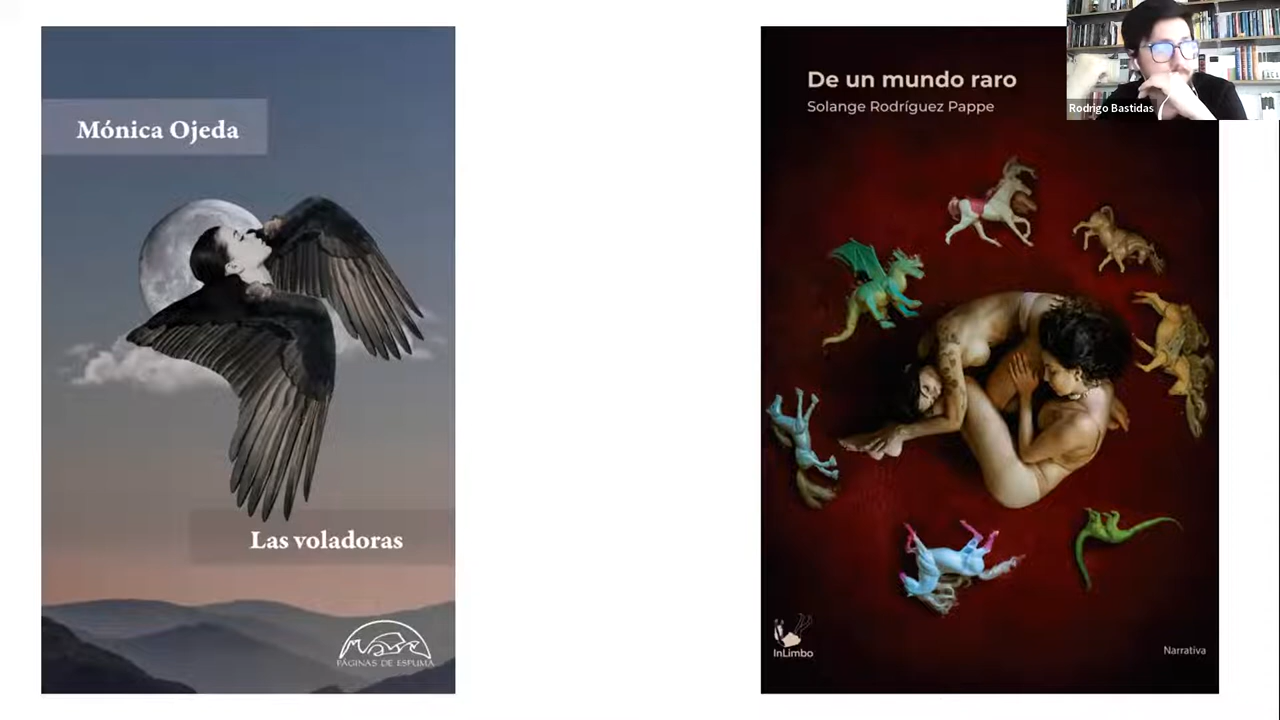 Mónica Ojeda
Las voladoras
PÁGINAS DE ESPUMA
De un mundo raro
Solange Rodríguez Pappe
InLimbo
Narrativa
Rodrigo Bastidas